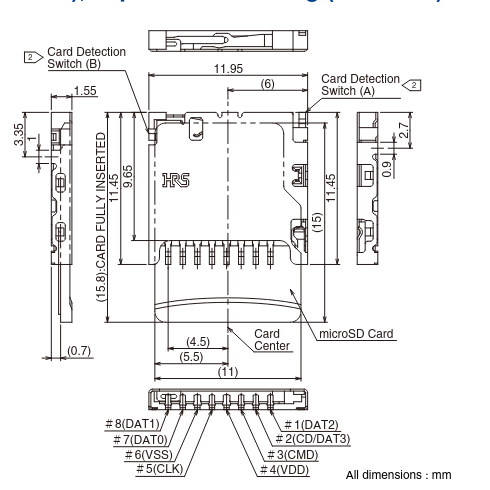 2
Card Detection
Switch (B)
11.95
(6)
Card Detection
Switch (A)
2
1.55
3.35
1
(15.8):CARD FULLY INSERTED
11.45
9.65
HRS
(15)
11.45
2.7
0.9
(0.7)
(4.5)
(5.5)
(11)
Card
Center
microSD Card
#8(DAT1)
#7(DAT0)
#6(VSS)
#5(CLK)
#1(DAT2)
#2(CD/DAT3)
#3(CMD)
#4(VDD)
All dimensions : mm